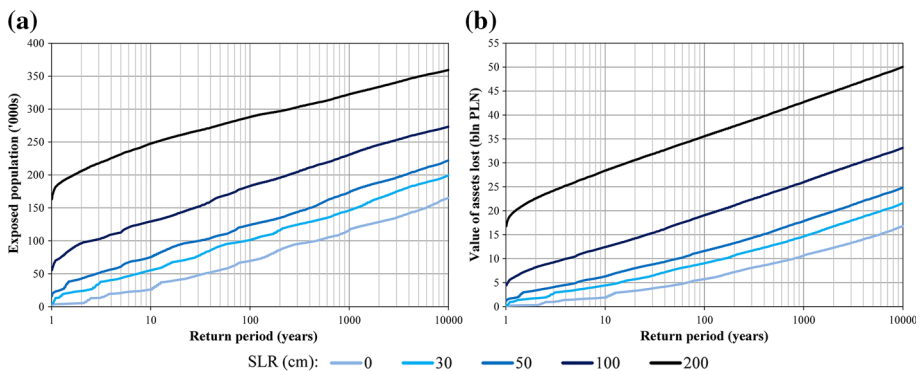 (a)
Exposed population ('000s)
400
350
300
250
200
150
100
50
0
1 10 100 1000 10000
Return period (years)
(b)
Value of assets lost (bln PLN)
55
50
45
40
35
30
25
20
15
10
5
0
1 10 100 1000 10000
Return period (years)
SLR (cm): 0 30 50 100 200